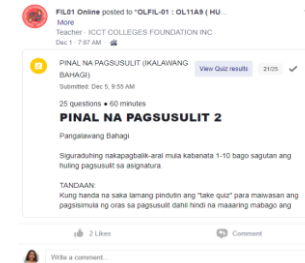 FIL01 Online posted to "OLFIL-01 : OL11A9 ( HU...
More
Teacher · ICCT COLLEGES FOUNDATION INC
Dec 1 · 7:07 AM ·
PINAL NA PAGSUSULIT (IKALAWANG
BAHAGI)
View Quiz results
21/25
Submitted: Dec 5, 9:55 AM
25 questions ● 60 minutes
PINAL NA PAGSUSULIT 2
Pangalawang Bahagi
Siguraduhing nakapagbalik-aral mula kabanata 1-10 bago sagutan ang
huling pagsusulit sa asignatura.
TANDAAN:
Kung handa na saka lamang pindutin ang "take quiz" para maiwasan ang
pagsisimula ng oras sa pagsusulit dahil hindi na maaaring mabago ang
2 Likes
Comment
Write a comment...